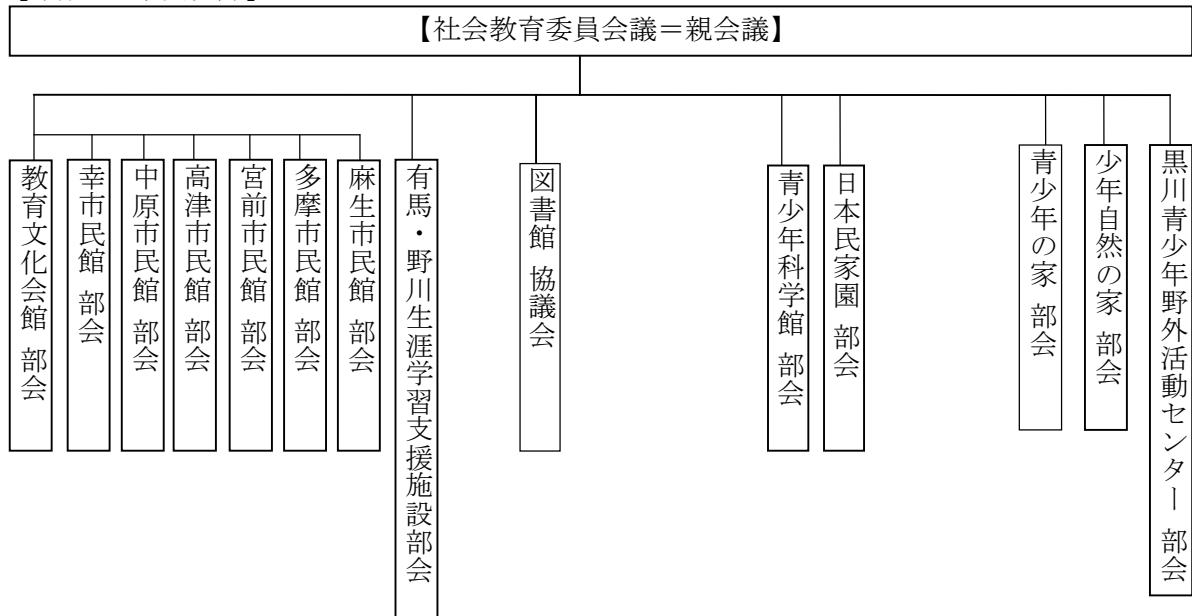 【社会教育委員会議＝親会議】
教育文化会館 部会
幸市民館 部会
中原市民館 部会
高津市民館 部会
宮前市民館 部会
多摩市民館 部会
麻生市民館 部会
有馬・野川生涯学習支援施設部会
図書館 協議会
青少年科学館 部会
日本民家園 部会
青少年の家 部会
少年自然の家 部会
黒川青少年野外活動センター 部会